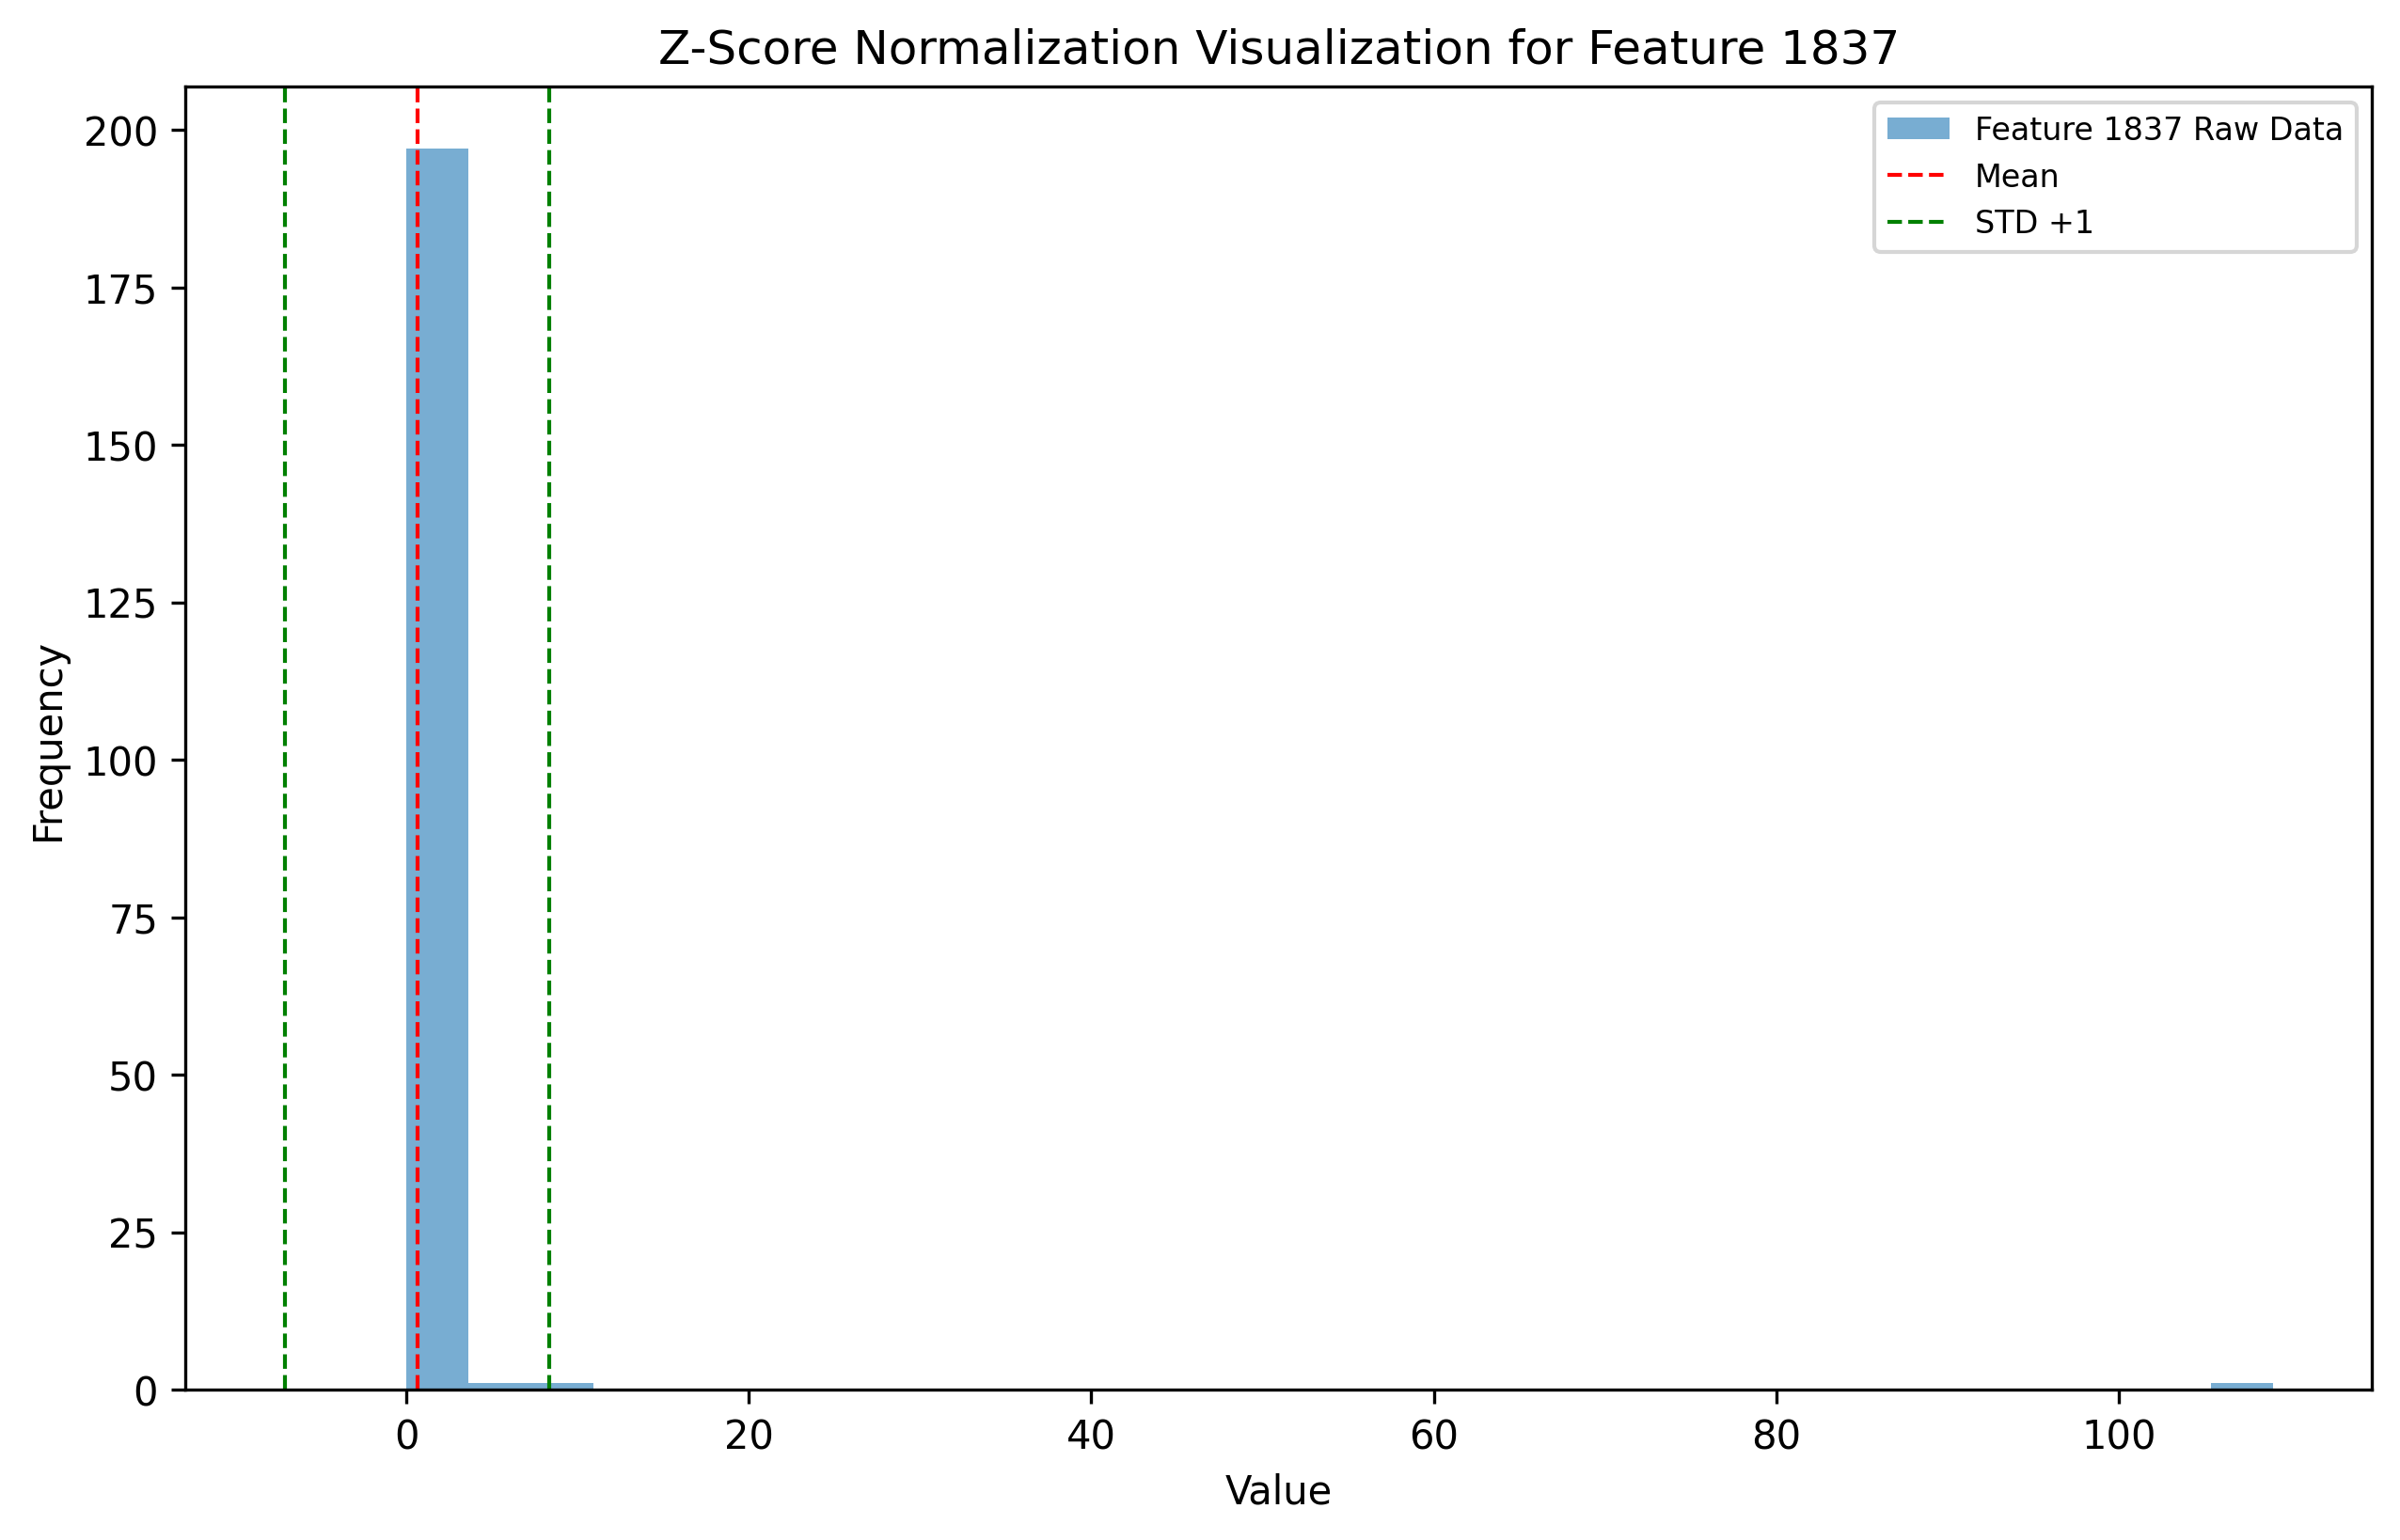 Z-Score Normalization Visualization for Feature 1837
Feature 1837 Raw Data
Mean
STD +1
200
175
150
125
100
75
50
25
0
Frequency
0 20 40 60 80 100
Value